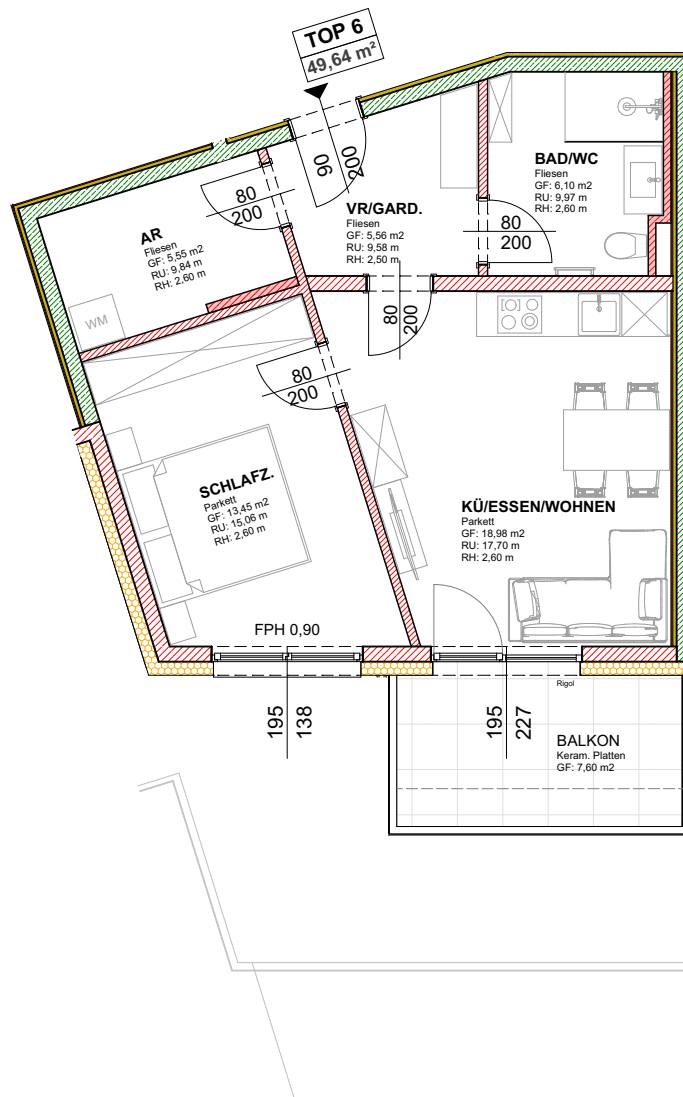 TOP 6
49,64 m²
90
200
BAD/WC
Fliesen
GF: 6,10 m2
RU: 9,97 m
RH: 2,60 m
80
200
VR/GARD.
Fliesen
GF: 5,56 m2
RU: 9,58 m
RH: 2,50 m
80
200
AR
Fliesen
GF: 5,55 m2
RU: 9,84 m
RH: 2,60 m
WM
80
200
80
200
SCHLAFZ.
Parkett
GF: 13,45 m2
RU: 15,06 m
RH: 2,60 m
KÜ/ESSEN/WOHNEN
Parkett
GF: 18,98 m2
RU: 17,70 m
RH: 2,60 m
FPH 0,90
195
138
195
227
Rigol
BALKON
Keram. Platten
GF: 7,60 m2